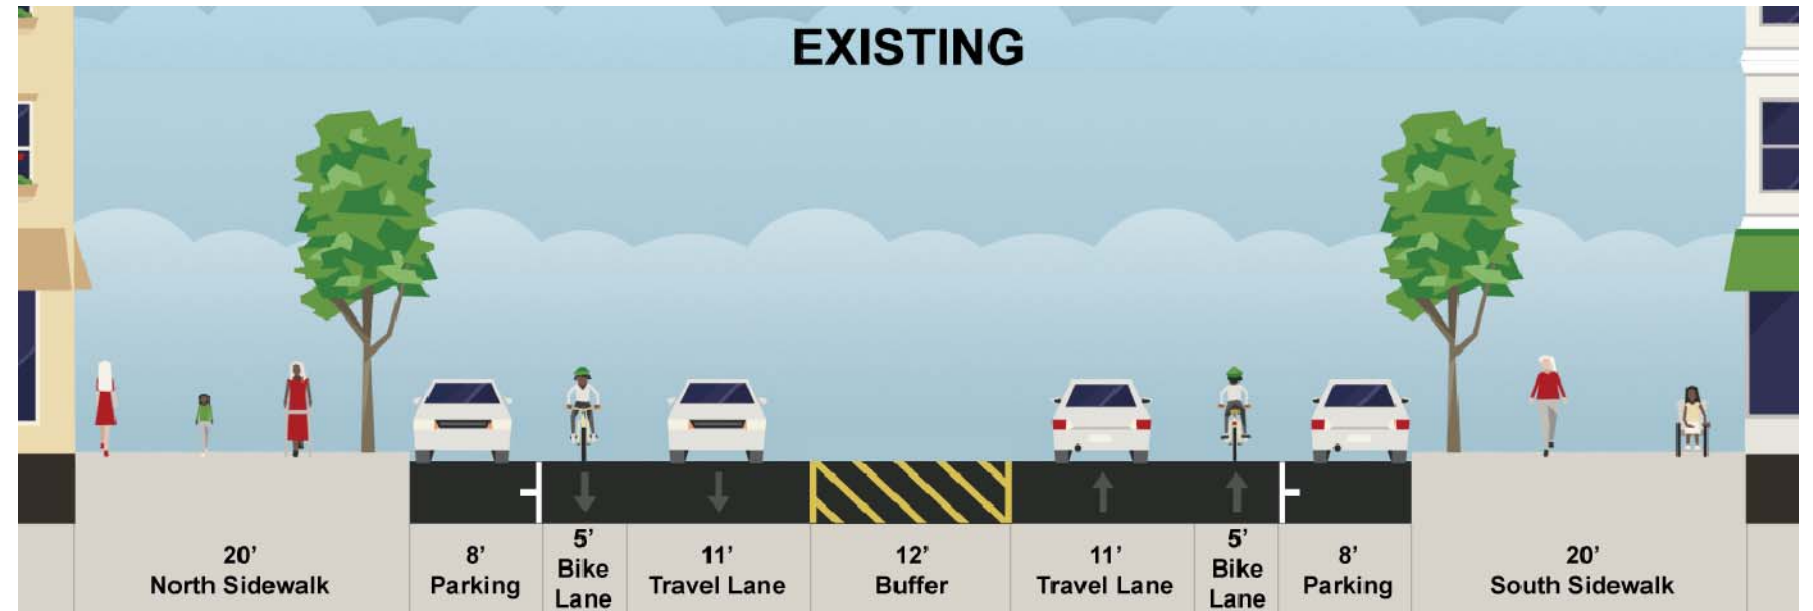 EXISTING
20’
North Sidewalk
8’
Parking
5’
Bike
Lane
11’
Travel Lane
12’
Buffer
11’
Travel Lane
5’
Bike
Lane
8’
Parking
20’
South Sidewalk